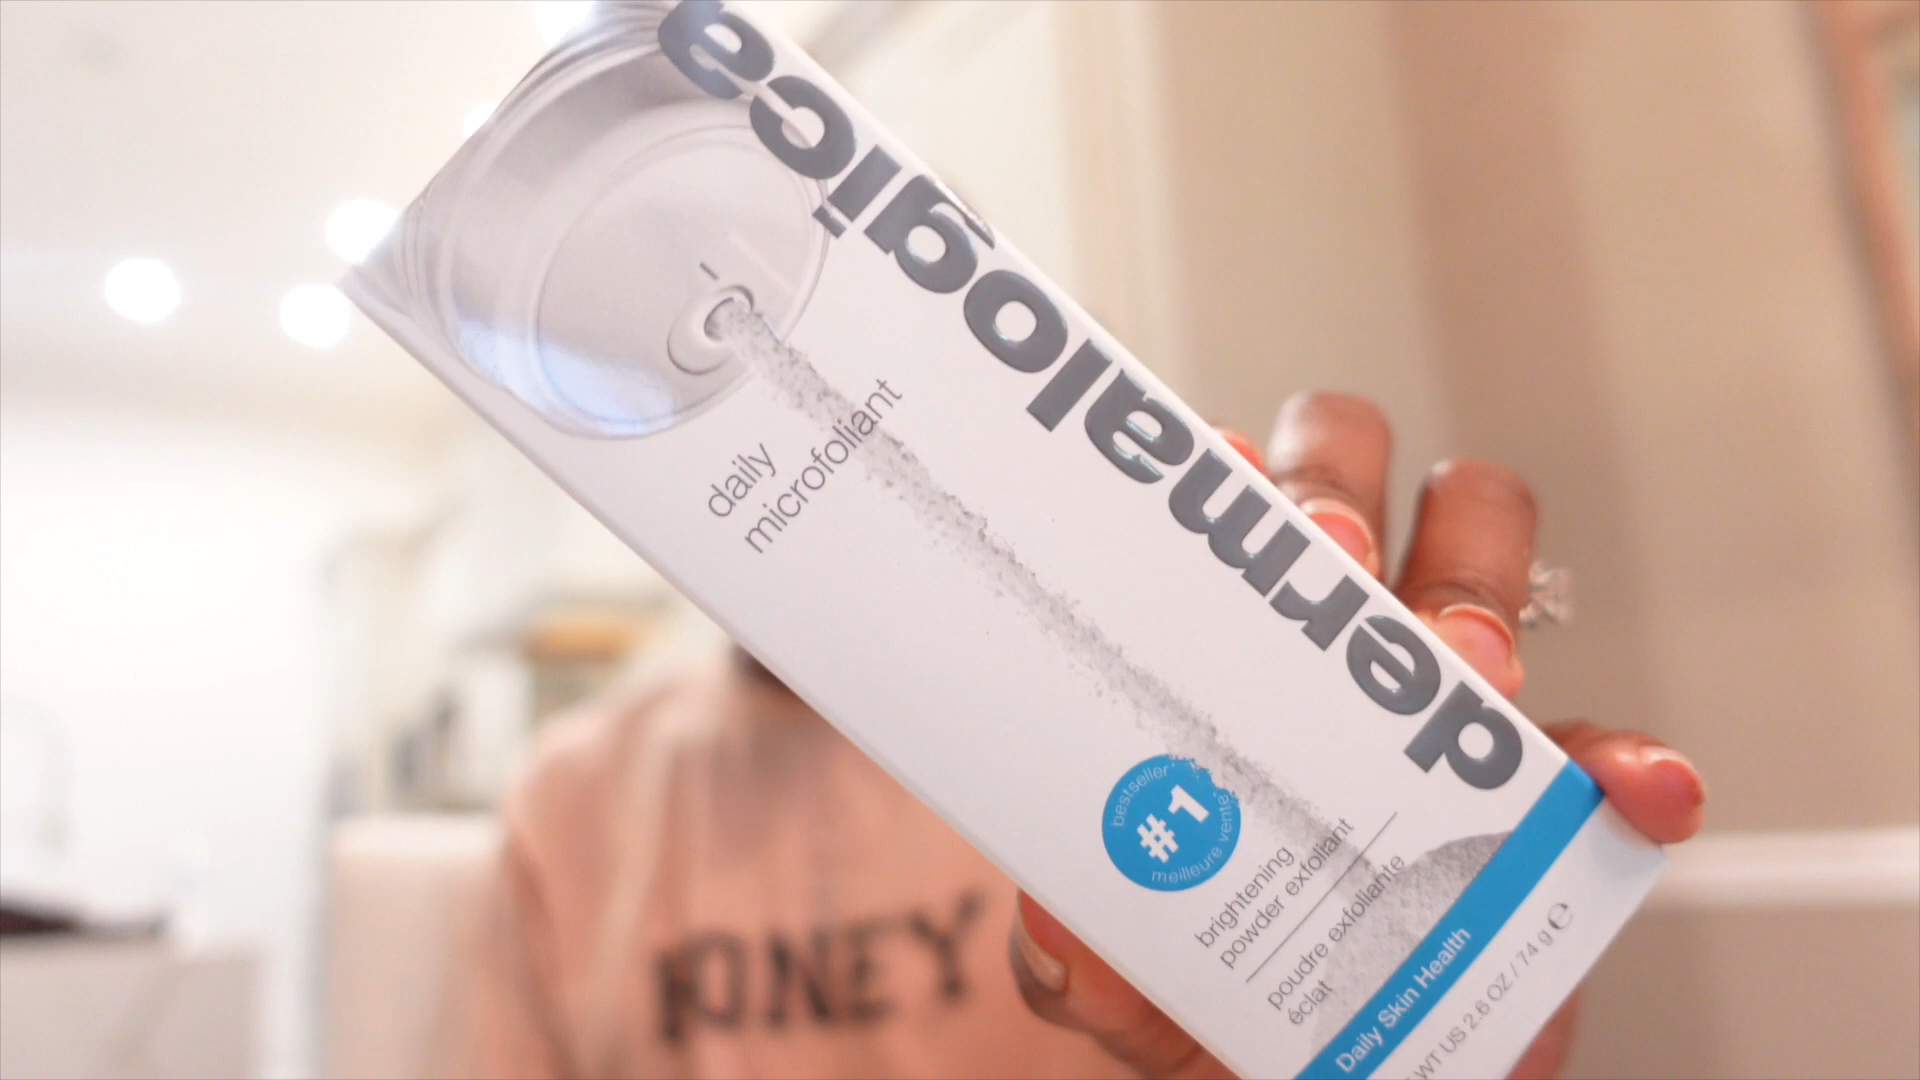 dermalogica
daily
microfoliant
bestseller
#1
meilleure vente
brightening
powder exfoliant
poudre exfoliante
éclat
Daily Skin Health
WT US 2.6 OZ / 74 g ℮